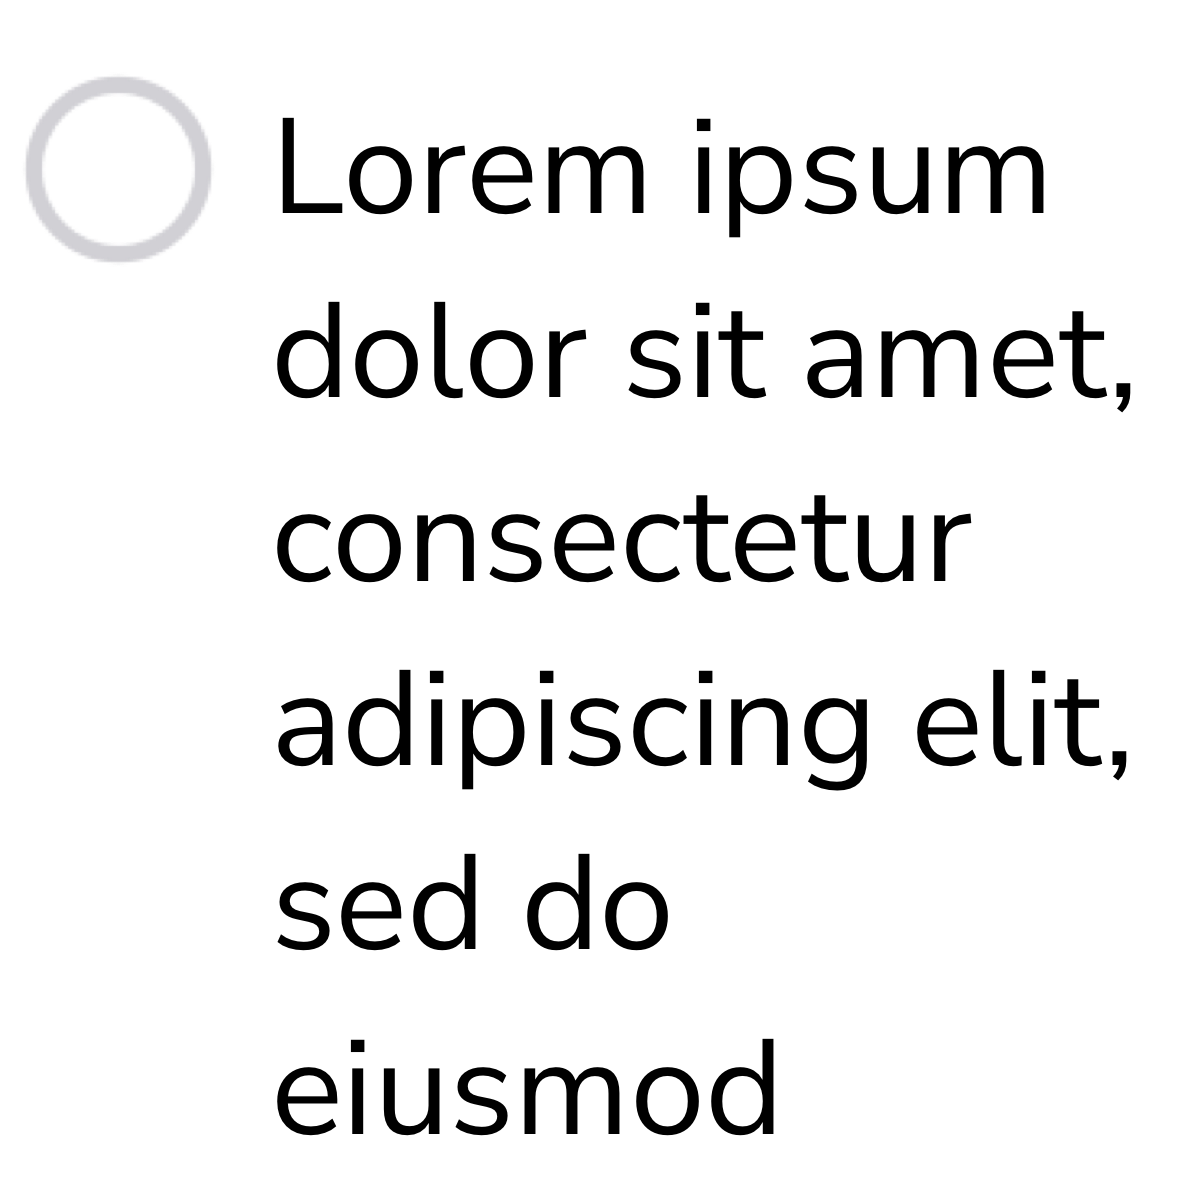 Lorem ipsum
dolor sit amet,
consectetur
adipiscing elit,
sed do
eiusmod